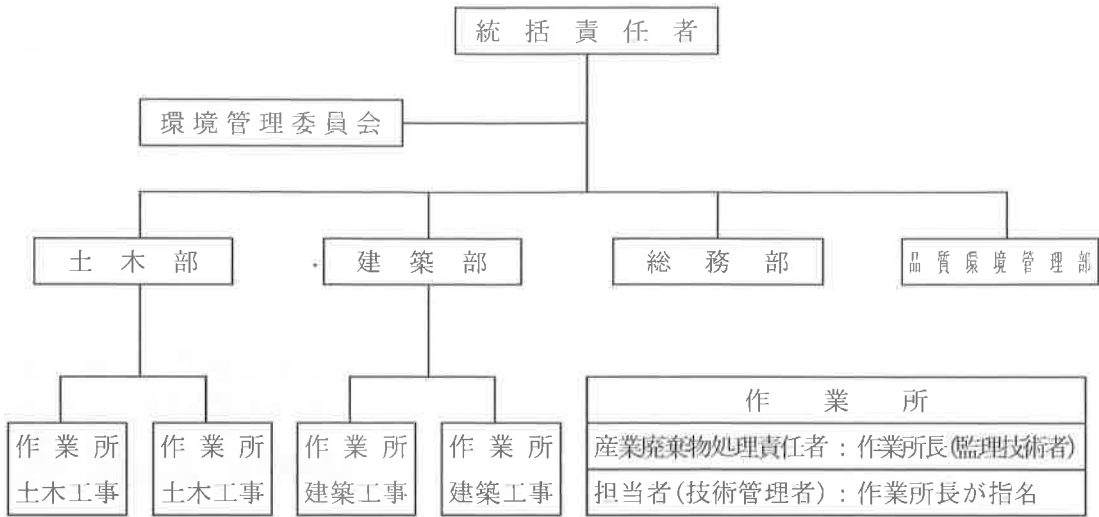 統括責任者
環境管理委員会
土木部
建築部
総務部
品質環境管理部
作業所
土木工事
作業所
土木工事
作業所
建築工事
作業所
建築工事
作業所
産業廃棄物処理責任者：作業所長(監理技術者)
担当者(技術管理者)：作業所長が指名